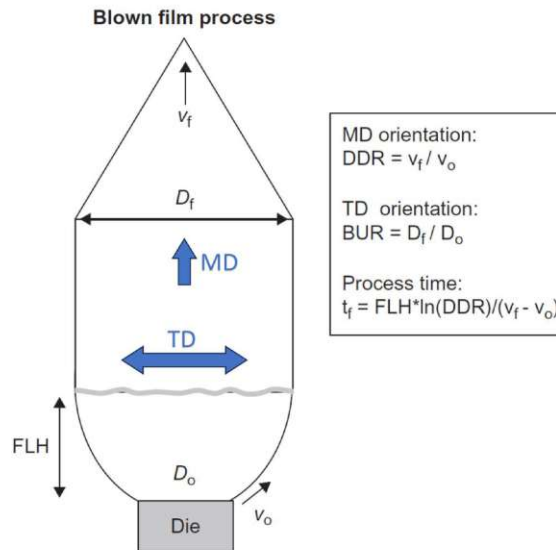 Blown film process
v_f
D_f
MD
TD
FLH
D_o
v_o
Die
MD orientation:
DDR = v_f / v_o
TD orientation:
BUR = D_f / D_o
Process time:
t_f = FLH*ln(DDR)/(v_f - v_o)